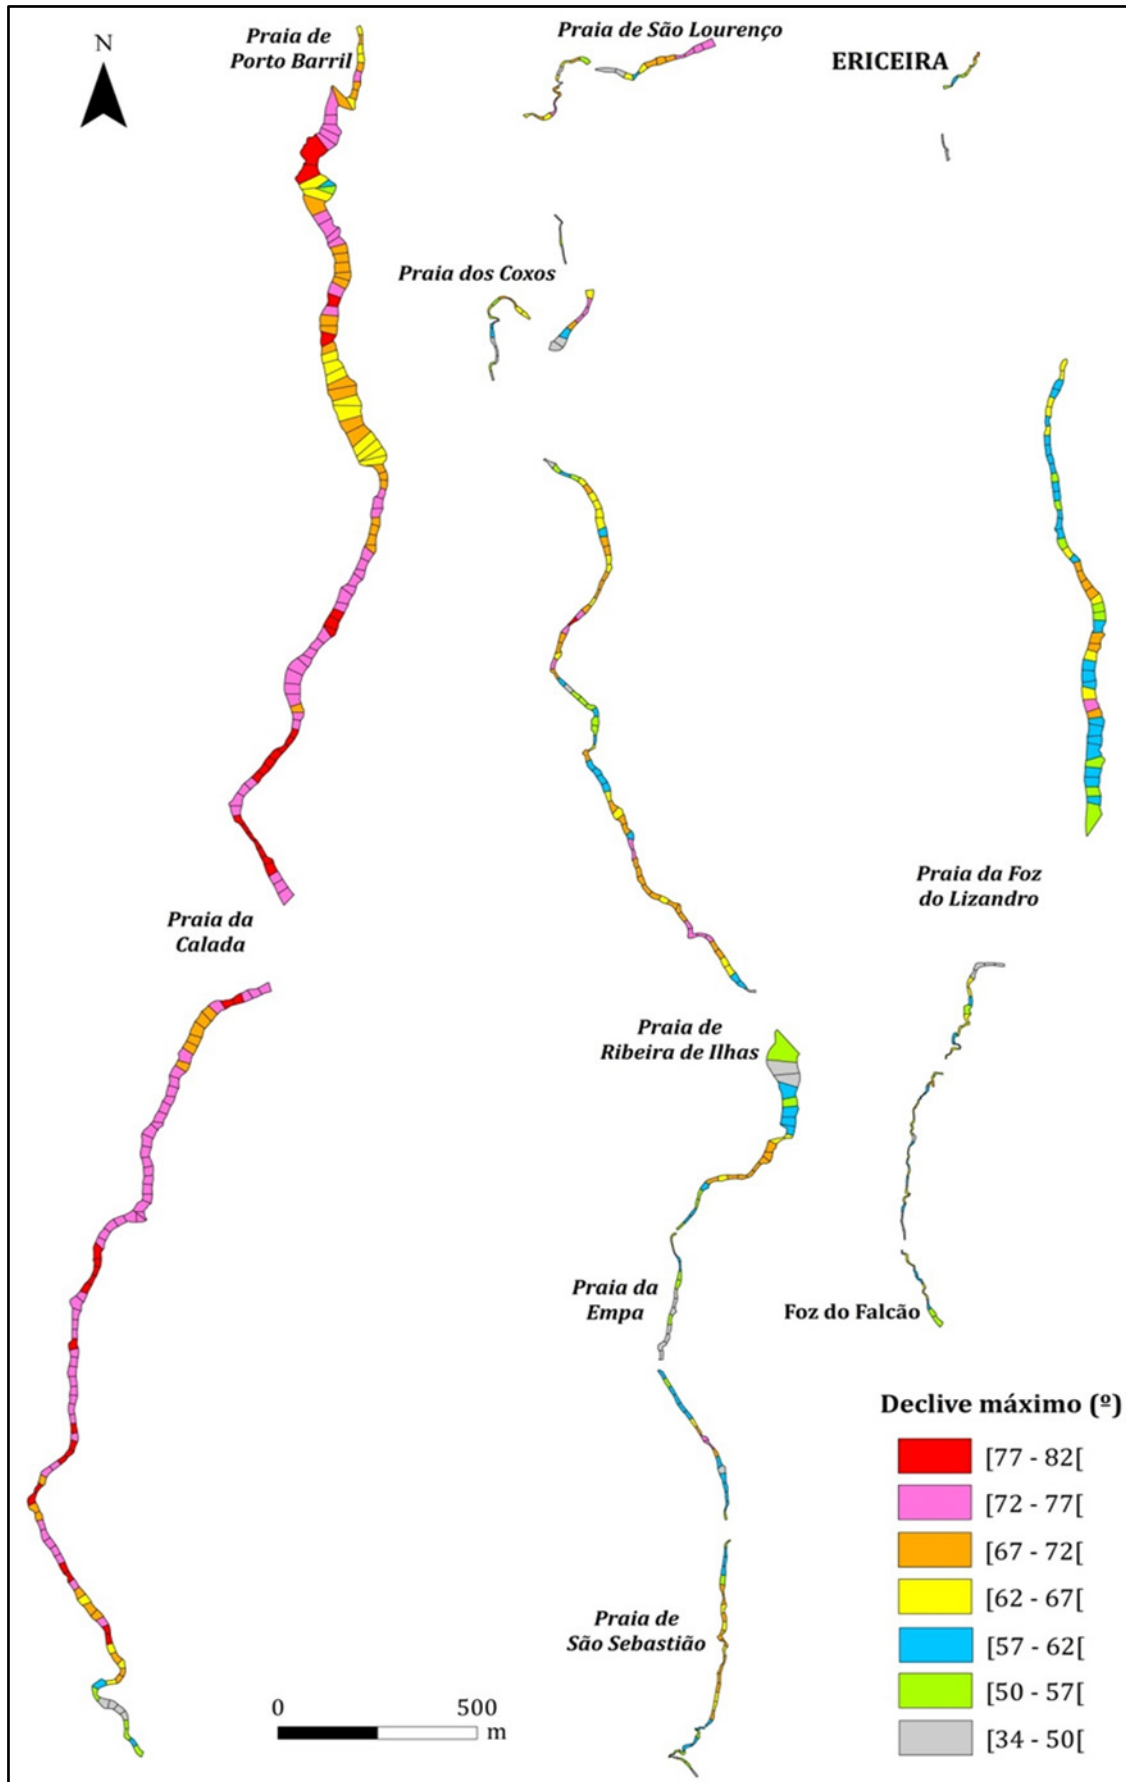 Praia de
Porto Barril
Praia de São Lourenço
ERICEIRA
N
Praia dos Coxos
Praia da Foz
do Lizandro
Praia da
Calada
Praia de
Ribeira de Ilhas
Praia da
Empa
Foz do Falcão
Praia de
São Sebastião
Declive máximo (º)
[77 - 82[
[72 - 77[
[67 - 72[
[62 - 67[
[57 - 62[
[50 - 57[
[34 - 50[
0 500
m